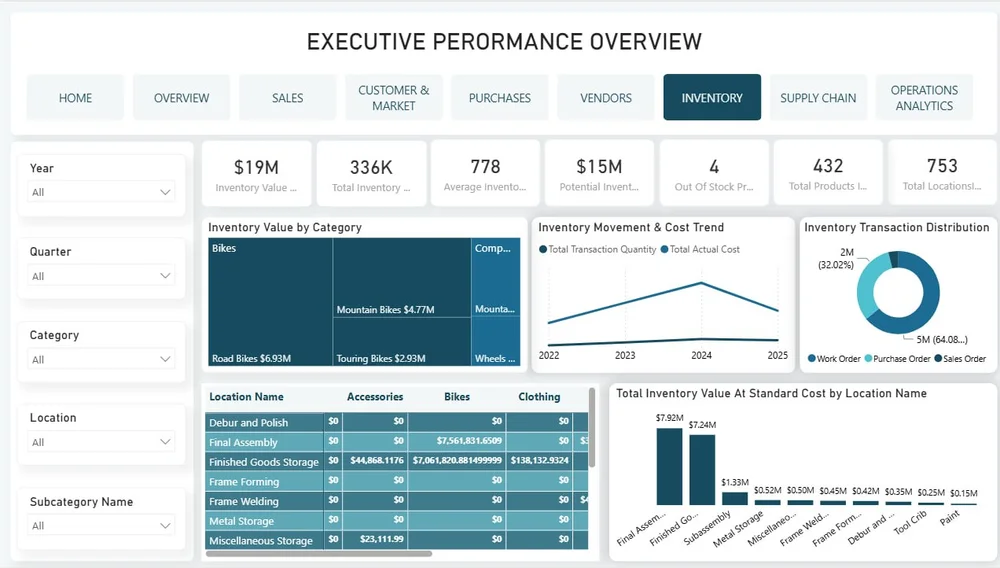 EXECUTIVE PERORMANCE OVERVIEW
HOME
OVERVIEW
SALES
CUSTOMER &
MARKET
PURCHASES
VENDORS
INVENTORY
SUPPLY CHAIN
OPERATIONS
ANALYTICS
Year
All
Quarter
All
Category
All
Location
All
Subcategory Name
All
$19M
Inventory Value ...
336K
Total Inventory ...
778
Average Invento...
$15M
Potential Invent...
4
Out Of Stock Pr...
432
Total Products I...
753
Total LocationsI...
Inventory Value by Category
Bikes
Road Bikes $6.93M
Mountain Bikes $4.77M
Touring Bikes $2.93M
Comp...
Mounta...
Wheels ...
Inventory Movement & Cost Trend
Total Transaction Quantity Total Actual Cost
2022 2023 2024 2025
Inventory Transaction Distribution
2M
(32.02%)
5M (64.08...)
Work Order Purchase Order Sales Order
Location Name Accessories Bikes Clothing
Debur and Polish $0 $0 $0 $0
Final Assembly $0 $0 $7,561,831.6509 $0 $3
Finished Goods Storage $0 $44,868.1176 $7,061,820.881499999 $138,132.9324
Frame Forming $0 $0 $0 $0
Frame Welding $0 $0 $0 $0 $4
Metal Storage $0 $0 $0 $0
Miscellaneous Storage $0 $23,111.99 $0 $0
Total Inventory Value At Standard Cost by Location Name
$7.92M
$7.24M
$1.33M
$0.52M
$0.50M
$0.45M
$0.42M
$0.35M
$0.25M
$0.15M
Final Assem...
Finished Go...
Subassembly
Metal Storage
Miscellaneo...
Frame Weld...
Frame Form...
Debur and ...
Tool Crib
Paint